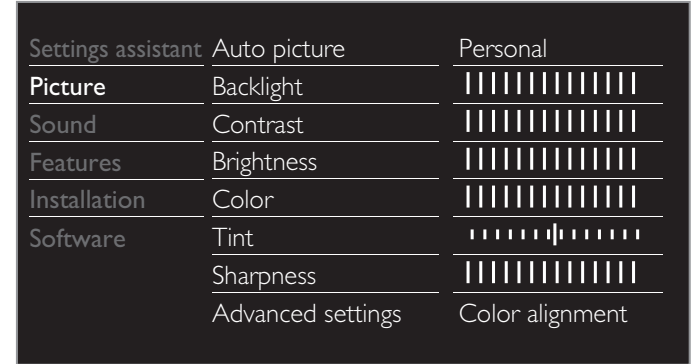 Settings assistant Auto picture Personal
Picture Backlight
Sound Contrast
Features Brightness
Installation Color
Software Tint
Sharpness
Advanced settings Color alignment